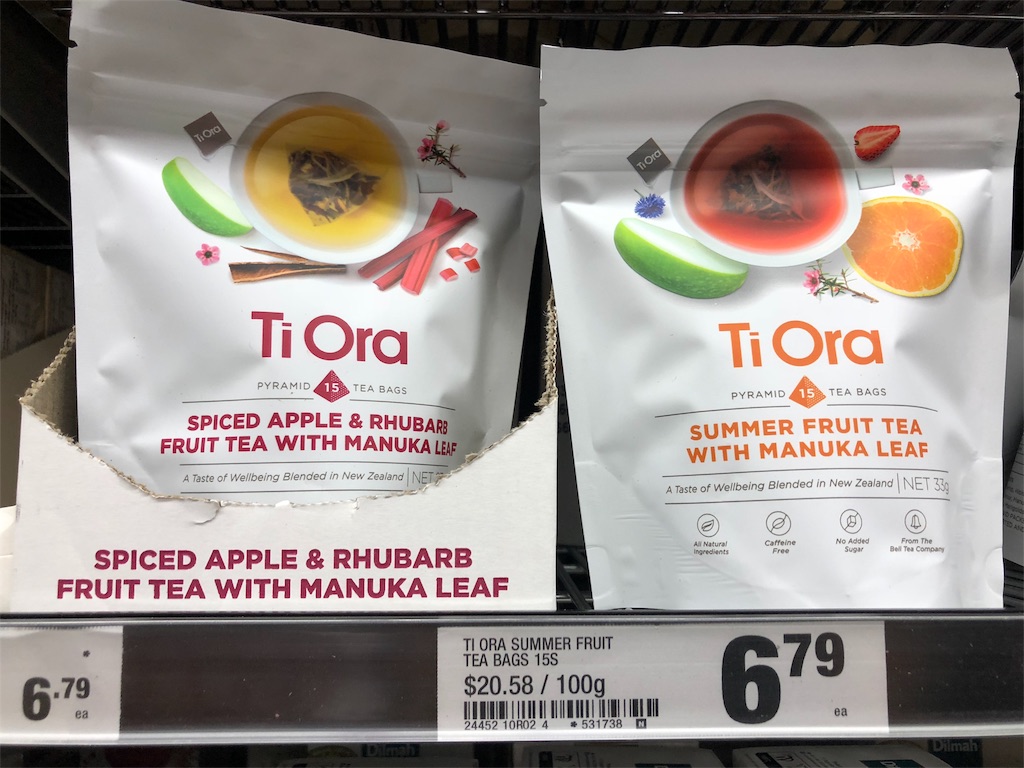 Ti Ora
Ti Ora
PYRAMID 15 TEA BAGS
SPICED APPLE & RHUBARB
FRUIT TEA WITH MANUKA LEAF
A Taste of Wellbeing Blended in New Zealand | NET
SPICED APPLE & RHUBARB
FRUIT TEA WITH MANUKA LEAF
Ti Ora
Ti Ora
PYRAMID 15 TEA BAGS
SUMMER FRUIT TEA
WITH MANUKA LEAF
A Taste of Wellbeing Blended in New Zealand | NET 33g
All Natural
Ingredients
Caffeine
Free
No Added
Sugar
From The
Bell Tea Company
*
6.79
ea
TI ORA SUMMER FRUIT
TEA BAGS 15S
$20.58 / 100g
24452 10R02 4 * 531738 N
6.79
ea
Dilmah
Dilmah